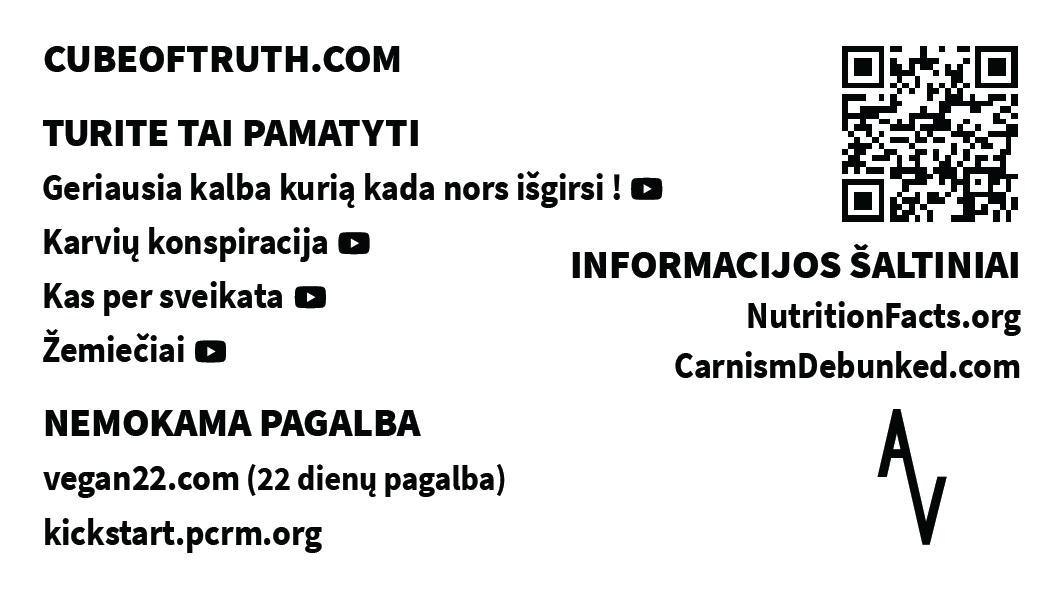 CUBEOFTRUTH.COM
TURITE TAI PAMATYTI
Geriausia kalba kurią kada nors išgirsi !
Karvių konspiracija
Kas per sveikata
Žemiečiai
NEMOKAMA PAGALBA
vegan22.com (22 dienų pagalba)
kickstart.pcrm.org
INFORMACIJOS ŠALTINIAI
NutritionFacts.org
CarnismDebunked.com
AV